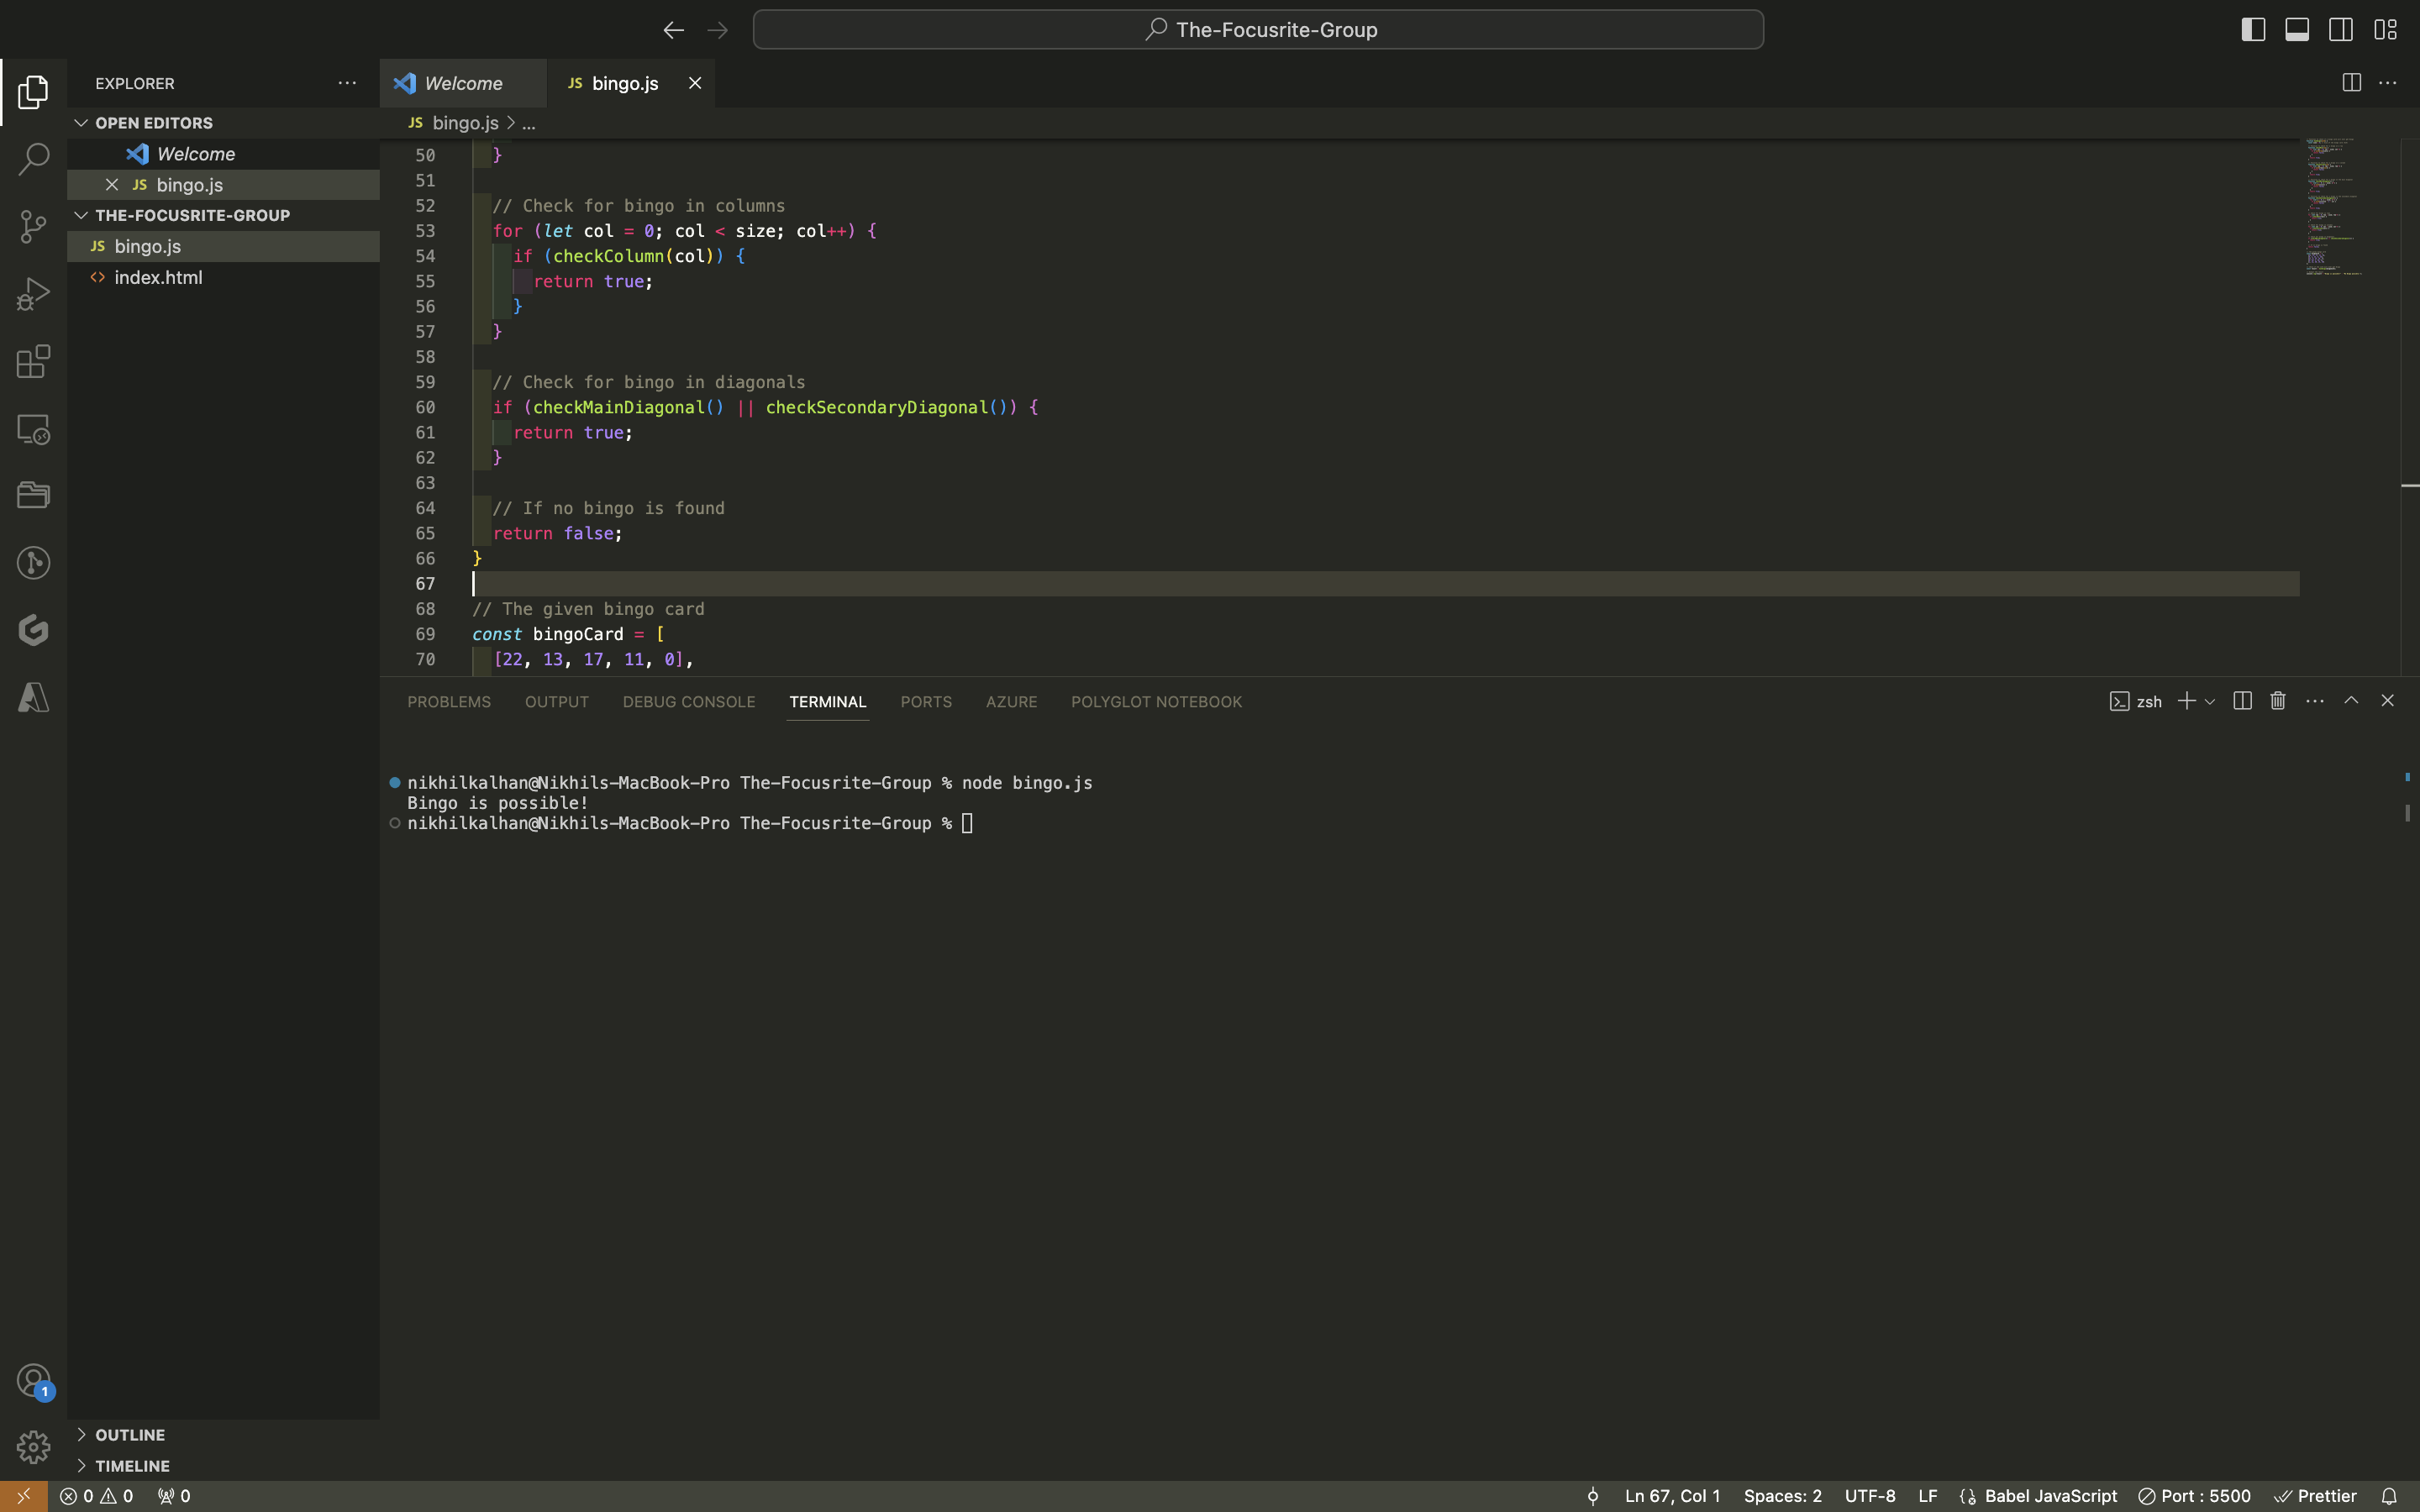 The-Focusrite-Group
EXPLORER
OPEN EDITORS
Welcome
JS bingo.js
THE-FOCUSRITE-GROUP
JS bingo.js
<> index.html
OUTLINE
TIMELINE
Welcome
JS bingo.js
JS bingo.js > ...
50 }
51
52 // Check for bingo in columns
53 for (let col = 0; col < size; col++) {
54 if (checkColumn(col)) {
55 return true;
56 }
57 }
58
59 // Check for bingo in diagonals
60 if (checkMainDiagonal() || checkSecondaryDiagonal()) {
61 return true;
62 }
63
64 // If no bingo is found
65 return false;
66 }
67
68 // The given bingo card
69 const bingoCard = [
70 [22, 13, 17, 11, 0],
PROBLEMS OUTPUT DEBUG CONSOLE TERMINAL PORTS AZURE POLYGLOT NOTEBOOK
zsh
nikhilkalhan@Nikhils-MacBook-Pro The-Focusrite-Group % node bingo.js
Bingo is possible!
nikhilkalhan@Nikhils-MacBook-Pro The-Focusrite-Group %
1
0 0 0
Ln 67, Col 1 Spaces: 2 UTF-8 LF Babel JavaScript Port : 5500 Prettier